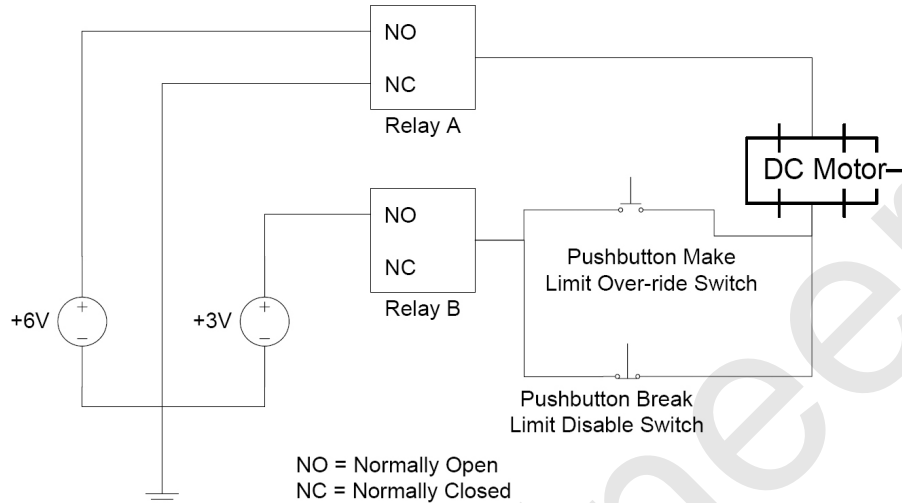 NO
NC
Relay A
DC Motor
NO
NC
Relay B
Pushbutton Make
Limit Over-ride Switch
+6V
+
−
+3V
+
−
Pushbutton Break
Limit Disable Switch
NO = Normally Open
NC = Normally Closed
neer